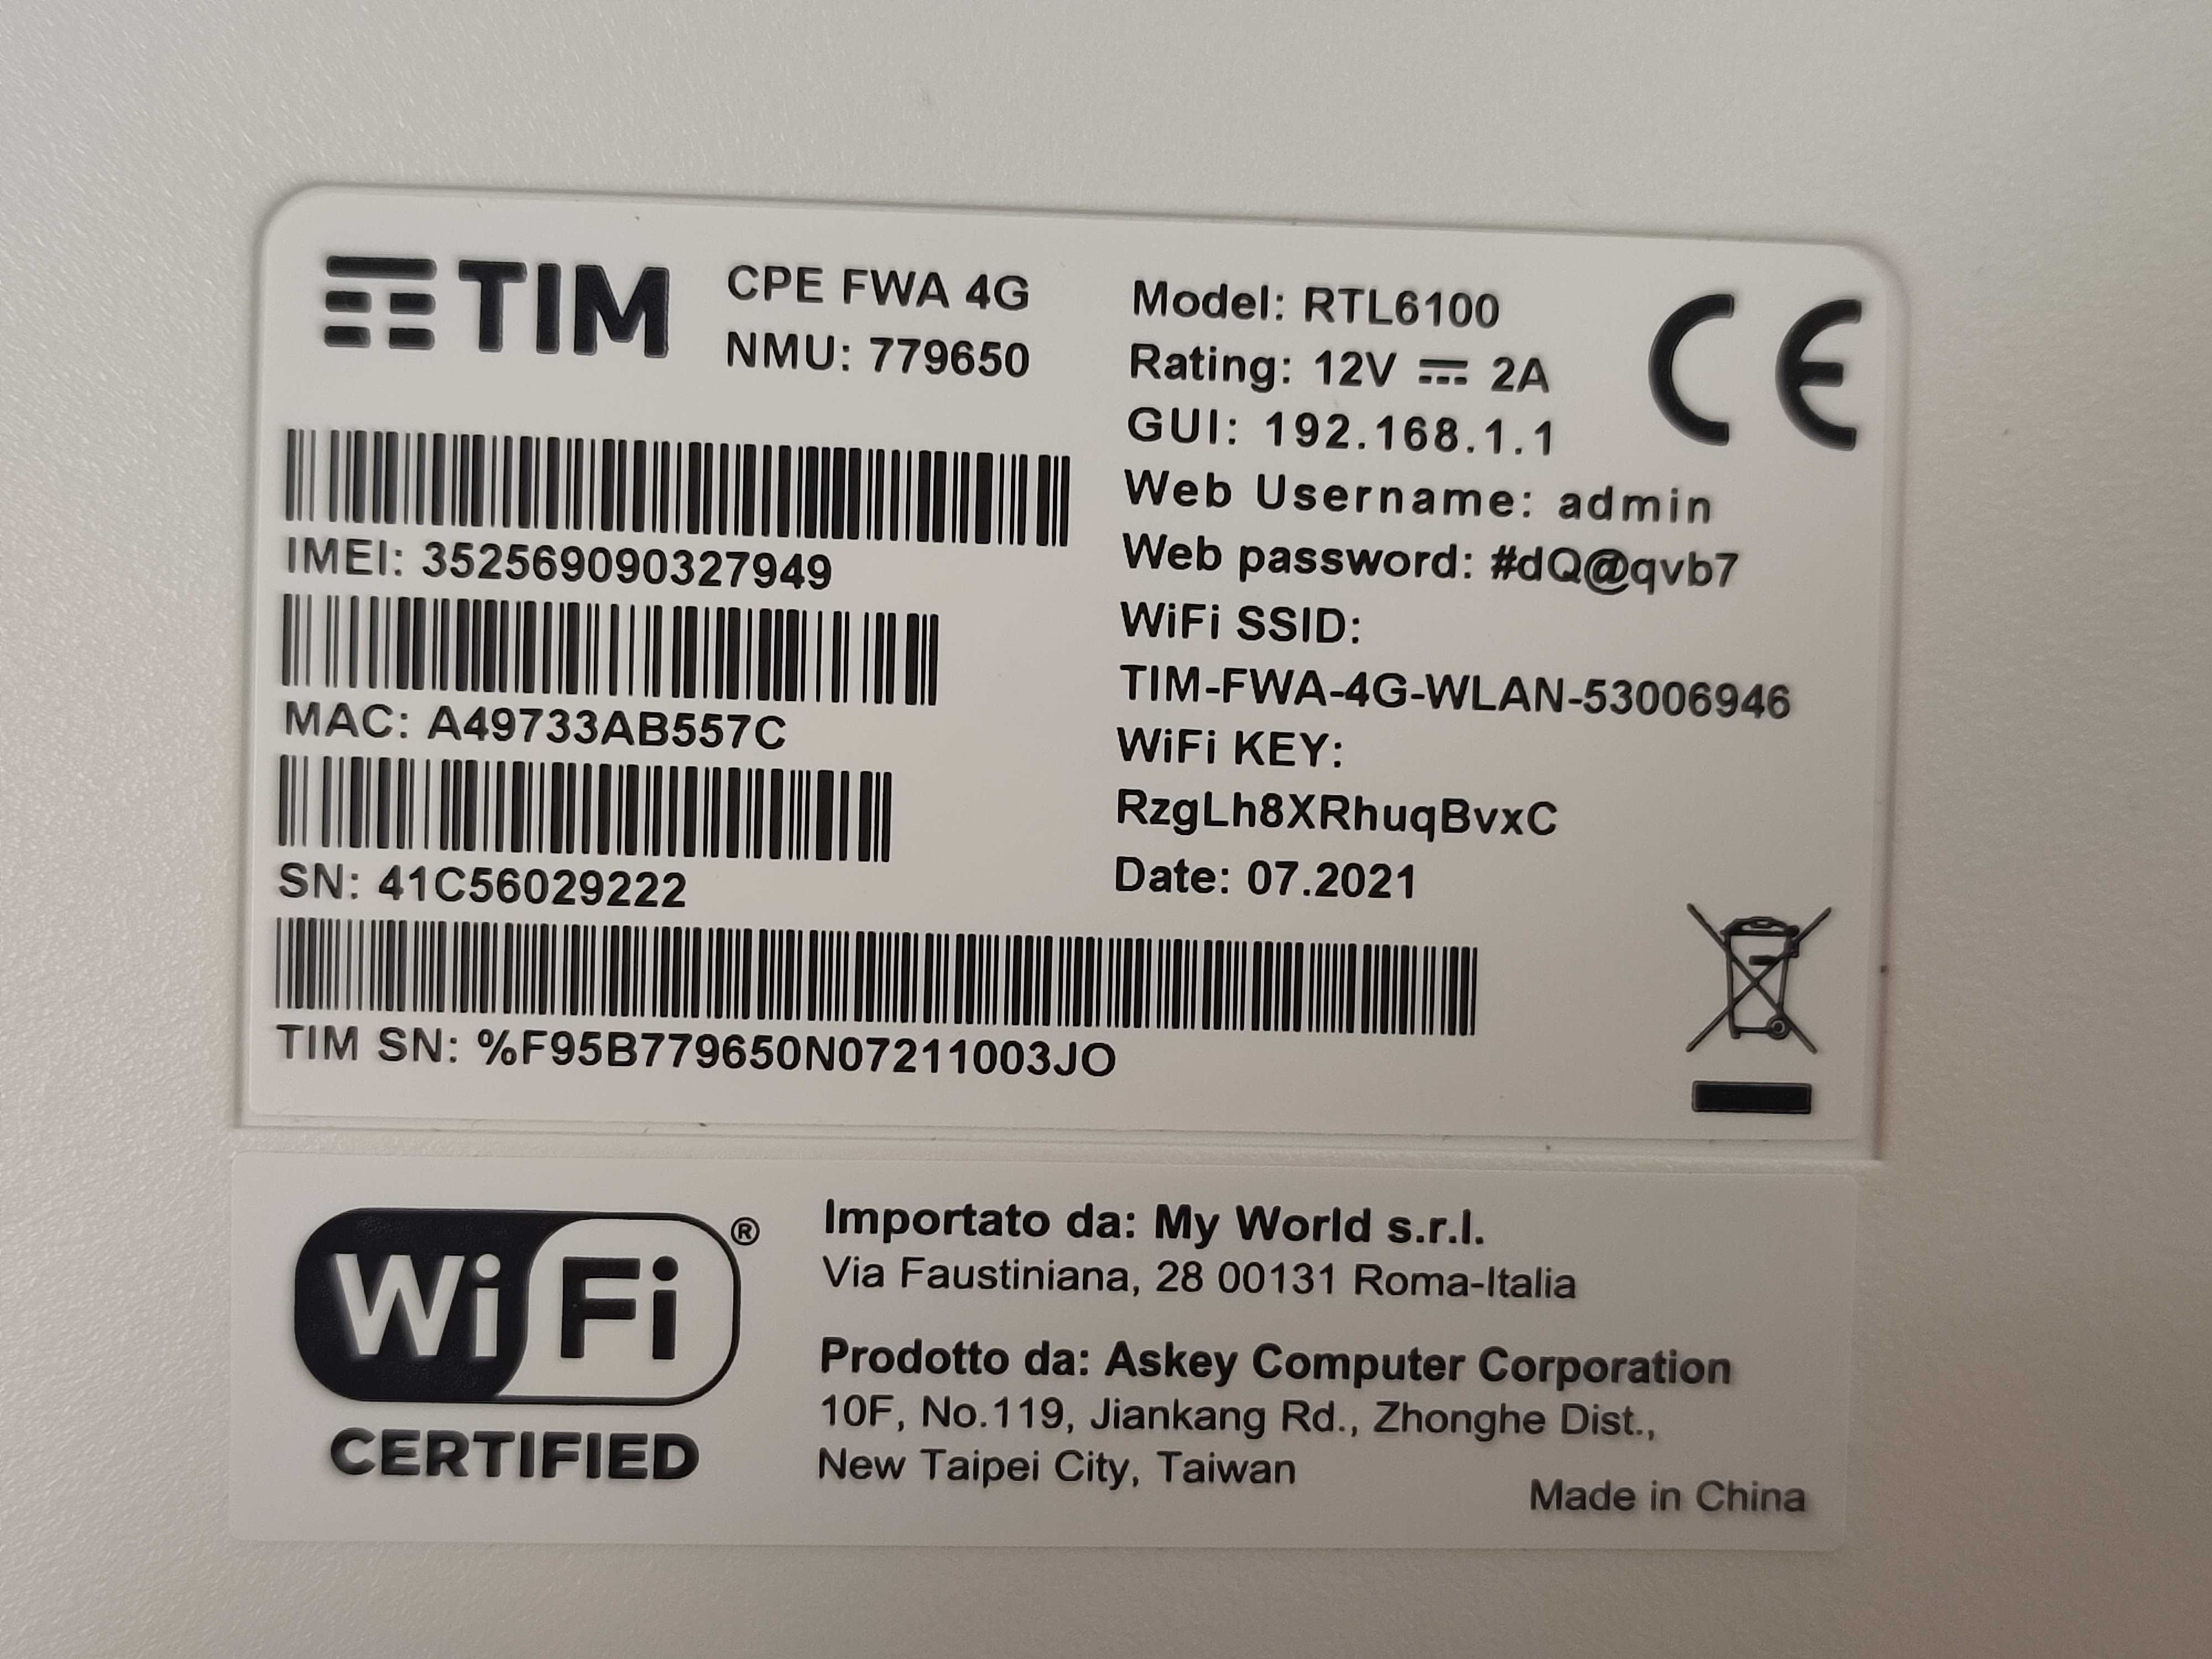 TIM
CPE FWA 4G
NMU: 779650
IMEI: 352569090327949
MAC: A49733AB557C
SN: 41C56029222
TIM SN: %F95B779650N07211003JO
Model: RTL6100
Rating: 12V ⎓ 2A
GUI: 192.168.1.1
Web Username: admin
Web password: #dQ@qvb7
WiFi SSID:
TIM-FWA-4G-WLAN-53006946
WiFi KEY:
RzgLh8XRhuqBvxC
Date: 07.2021
CE
WiFi®
CERTIFIED
Importato da: My World s.r.l.
Via Faustiniana, 28 00131 Roma-Italia
Prodotto da: Askey Computer Corporation
10F, No.119, Jiankang Rd., Zhonghe Dist.,
New Taipei City, Taiwan
Made in China